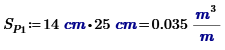 S_P1 := 14 cm • 25 cm = 0.035 m³/m